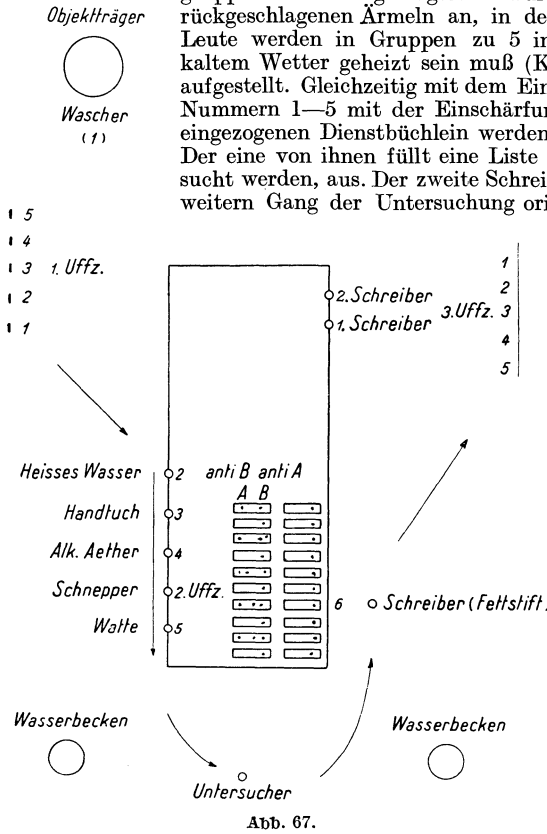 Objektträger
Wascher
(1)
rückgeschlagenen Ärmeln an, in de
Leute werden in Gruppen zu 5 in
kaltem Wetter geheizt sein muß (K
aufgestellt. Gleichzeitig mit dem Ein
Nummern 1—5 mit der Einschärfu
eingezogenen Dienstbüchlein werden
Der eine von ihnen füllt eine Liste
sucht werden, aus. Der zweite Schrei
weitern Gang der Untersuchung ori
5
4
3 1. Uffz.
2
1
2. Schreiber
1. Schreiber
1
2
3. Uffz. 3
4
5
Heisses Wasser 2
Handtuch 3
Alk. Aether 4
Schnepper 2. Uffz.
Watte 5
anti B anti A
A B
6 Schreiber (Fettstift
Wasserbecken
Untersucher
Wasserbecken
Abb. 67.